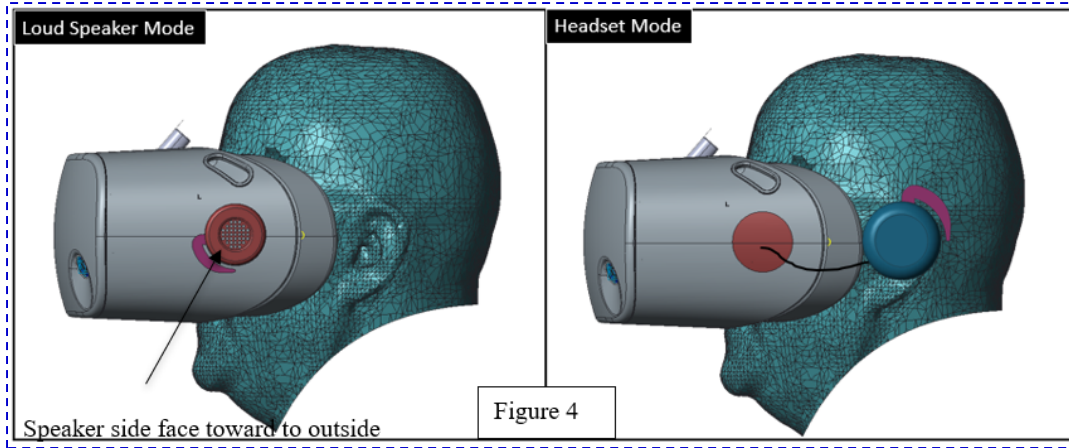 Loud Speaker Mode
Headset Mode
L
L
Speaker side face toward to outside
Figure 4